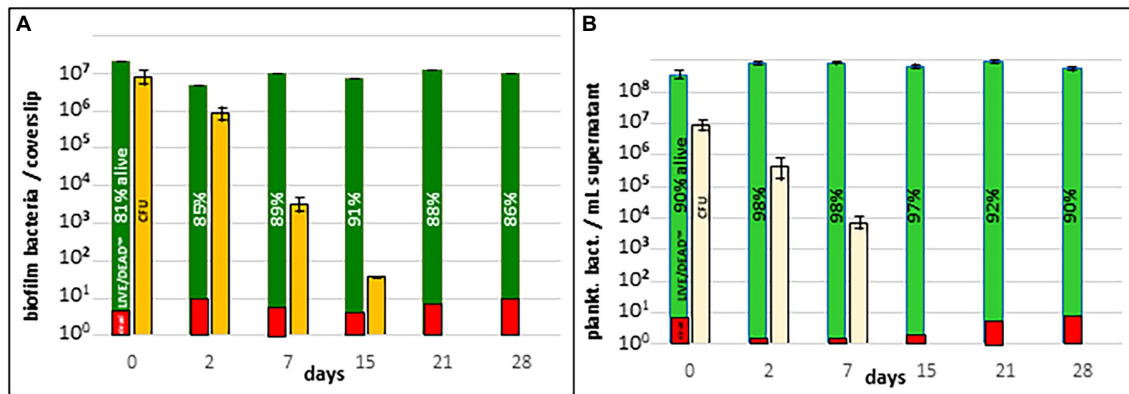 A
biofilm bacteria / coverslip
10⁷
10⁶
10⁵
10⁴
10³
10²
10¹
10⁰
LIVE/DEAD™ 81% alive
CFU
85%
89%
91%
88%
86%
0 2 7 15 21 28
days
B
plankt. bact. / mL supernatant
10⁸
10⁷
10⁶
10⁵
10⁴
10³
10²
10¹
10⁰
LIVE/DEAD™ 90% alive
CFU
98%
98%
97%
92%
90%
0 2 7 15 21 28
days